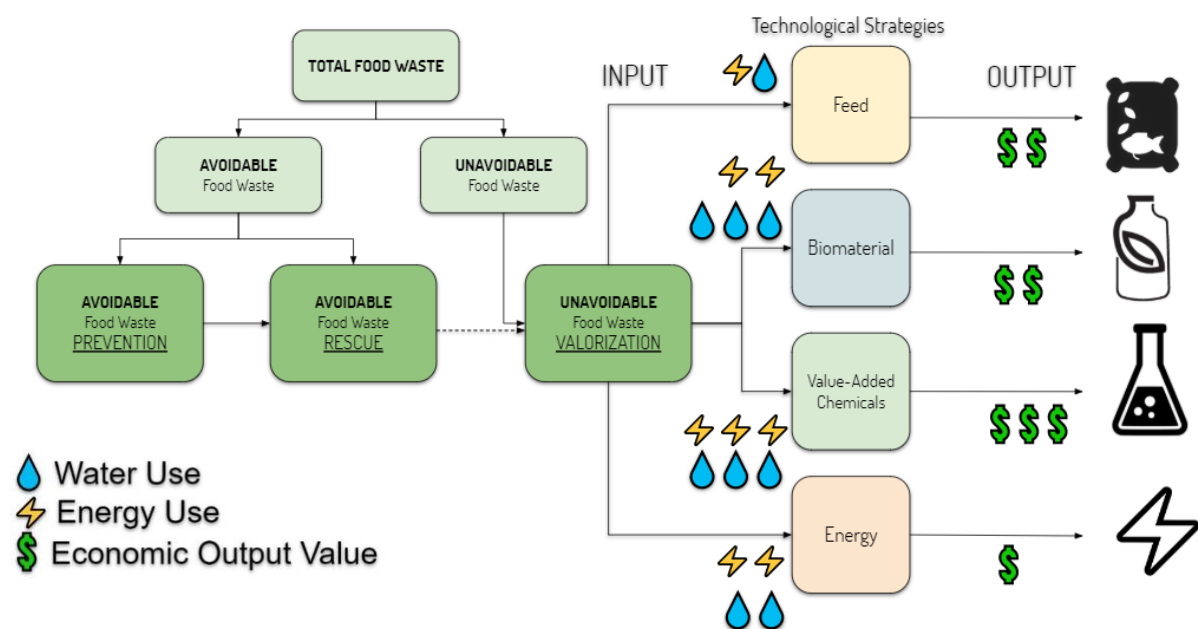 Technological Strategies
TOTAL FOOD WASTE
INPUT
OUTPUT
Feed
$ $
AVOIDABLE
Food Waste
UNAVOIDABLE
Food Waste
Biomaterial
$ $
AVOIDABLE
Food Waste
PREVENTION
AVOIDABLE
Food Waste
RESCUE
UNAVOIDABLE
Food Waste
VALORIZATION
Value-Added
Chemicals
$ $ $
Water Use
Energy Use
$ Economic Output Value
Energy
$